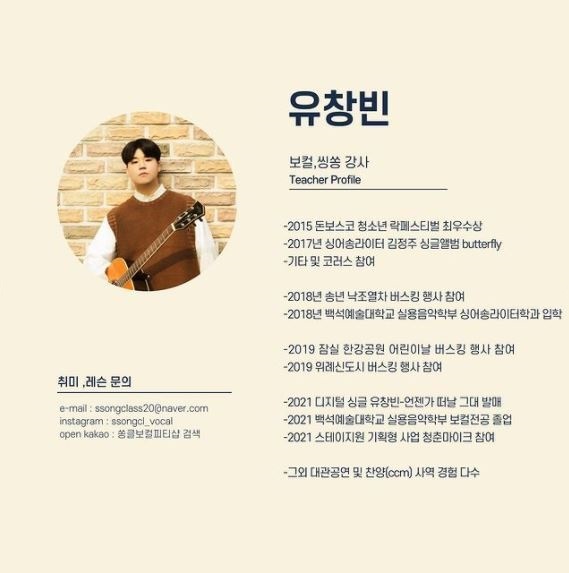 유창빈
보컬,씽쏭 강사
Teacher Profile
-2015 돈보스코 청소년 락페스티벌 최우수상
-2017년 싱어송라이터 김정주 싱글앨범 butterfly
-기타 및 코러스 참여
-2018년 송년 낙조열차 버스킹 행사 참여
-2018년 백석예술대학교 실용음악학부 싱어송라이터학과 입학
-2019 잠실 한강공원 어린이날 버스킹 행사 참여
-2019 위례신도시 버스킹 행사 참여
-2021 디지털 싱글 유창빈-언젠가 떠날 그대 발매
-2021 백석예술대학교 실용음악학부 보컬전공 졸업
-2021 스테이지원 기획형 사업 청춘마이크 참여
-그외 대관공연 및 찬양(ccm) 사역 경험 다수
취미 ,레슨 문의
e-mail : ssongclass20@naver.com
instagram : ssongcl_vocal
open kakao : 쏭클보컬피티샵 검색